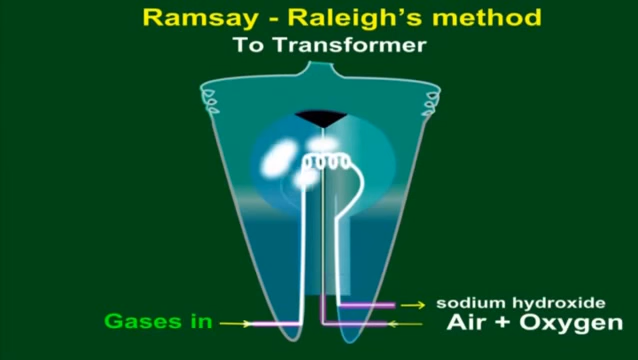 Ramsay - Raleigh's method
To Transformer
sodium hydroxide
Gases in
Air + Oxygen